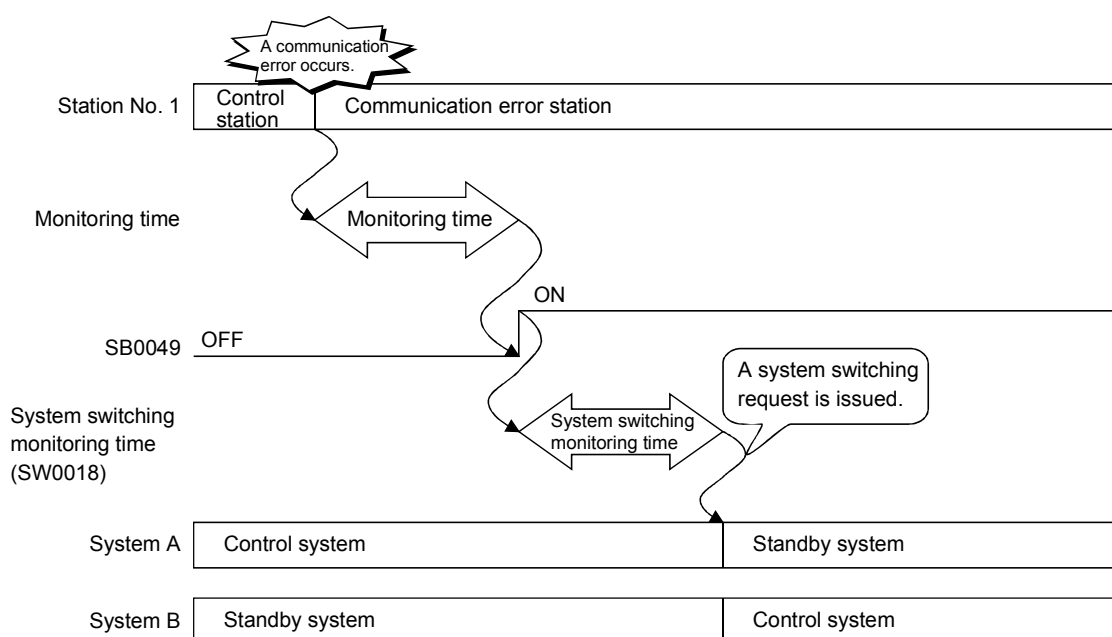 A communication
error occurs.
Station No. 1
Control
station
Communication error station
Monitoring time
Monitoring time
ON
SB0049
OFF
A system switching
request is issued.
System switching
monitoring time
(SW0018)
System switching
monitoring time
System A
Control system
Standby system
System B
Standby system
Control system